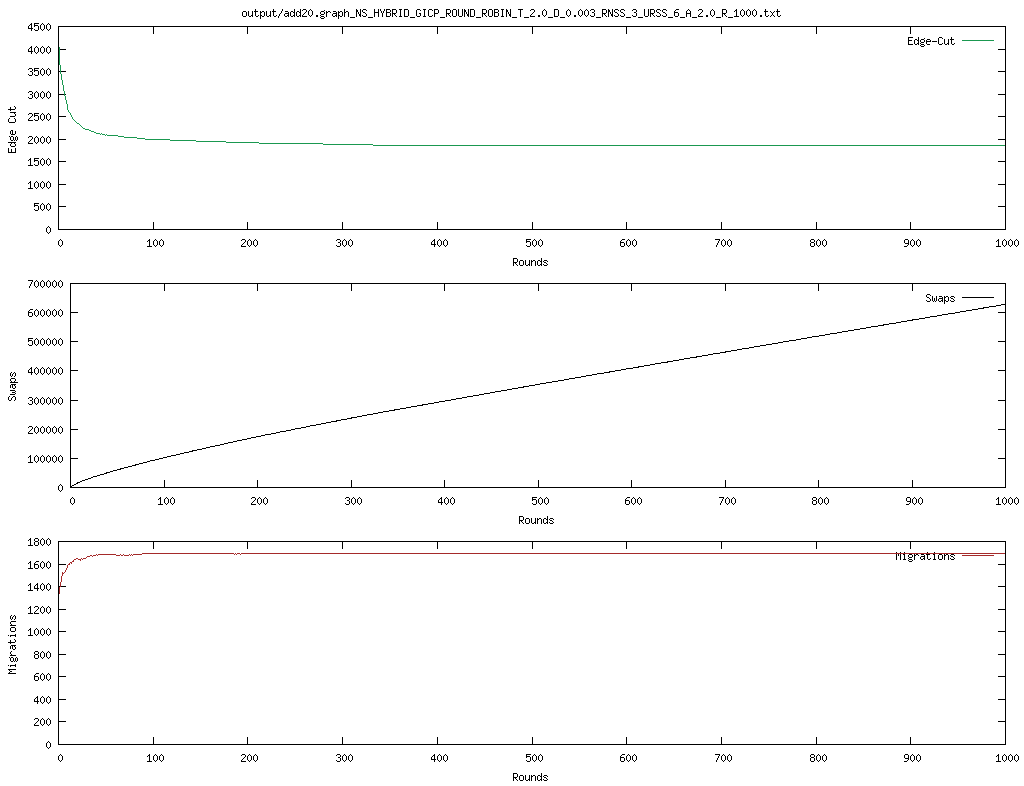 output/add20.graph_NS_HYBRID_GICP_ROUND_ROBIN_T_2.0_D_0.003_RNSS_3_URSS_6_A_2.0_R_1000.txt
4500
4000
3500
3000
2500
2000
1500
1000
500
0
Edge Cut
Edge-Cut
0 100 200 300 400 500 600 700 800 900 1000
Rounds
700000
600000
500000
400000
300000
200000
100000
0
Swaps
Swaps
0 100 200 300 400 500 600 700 800 900 1000
Rounds
1800
1600
1400
1200
1000
800
600
400
200
0
Migrations
Migrations
0 100 200 300 400 500 600 700 800 900 1000
Rounds